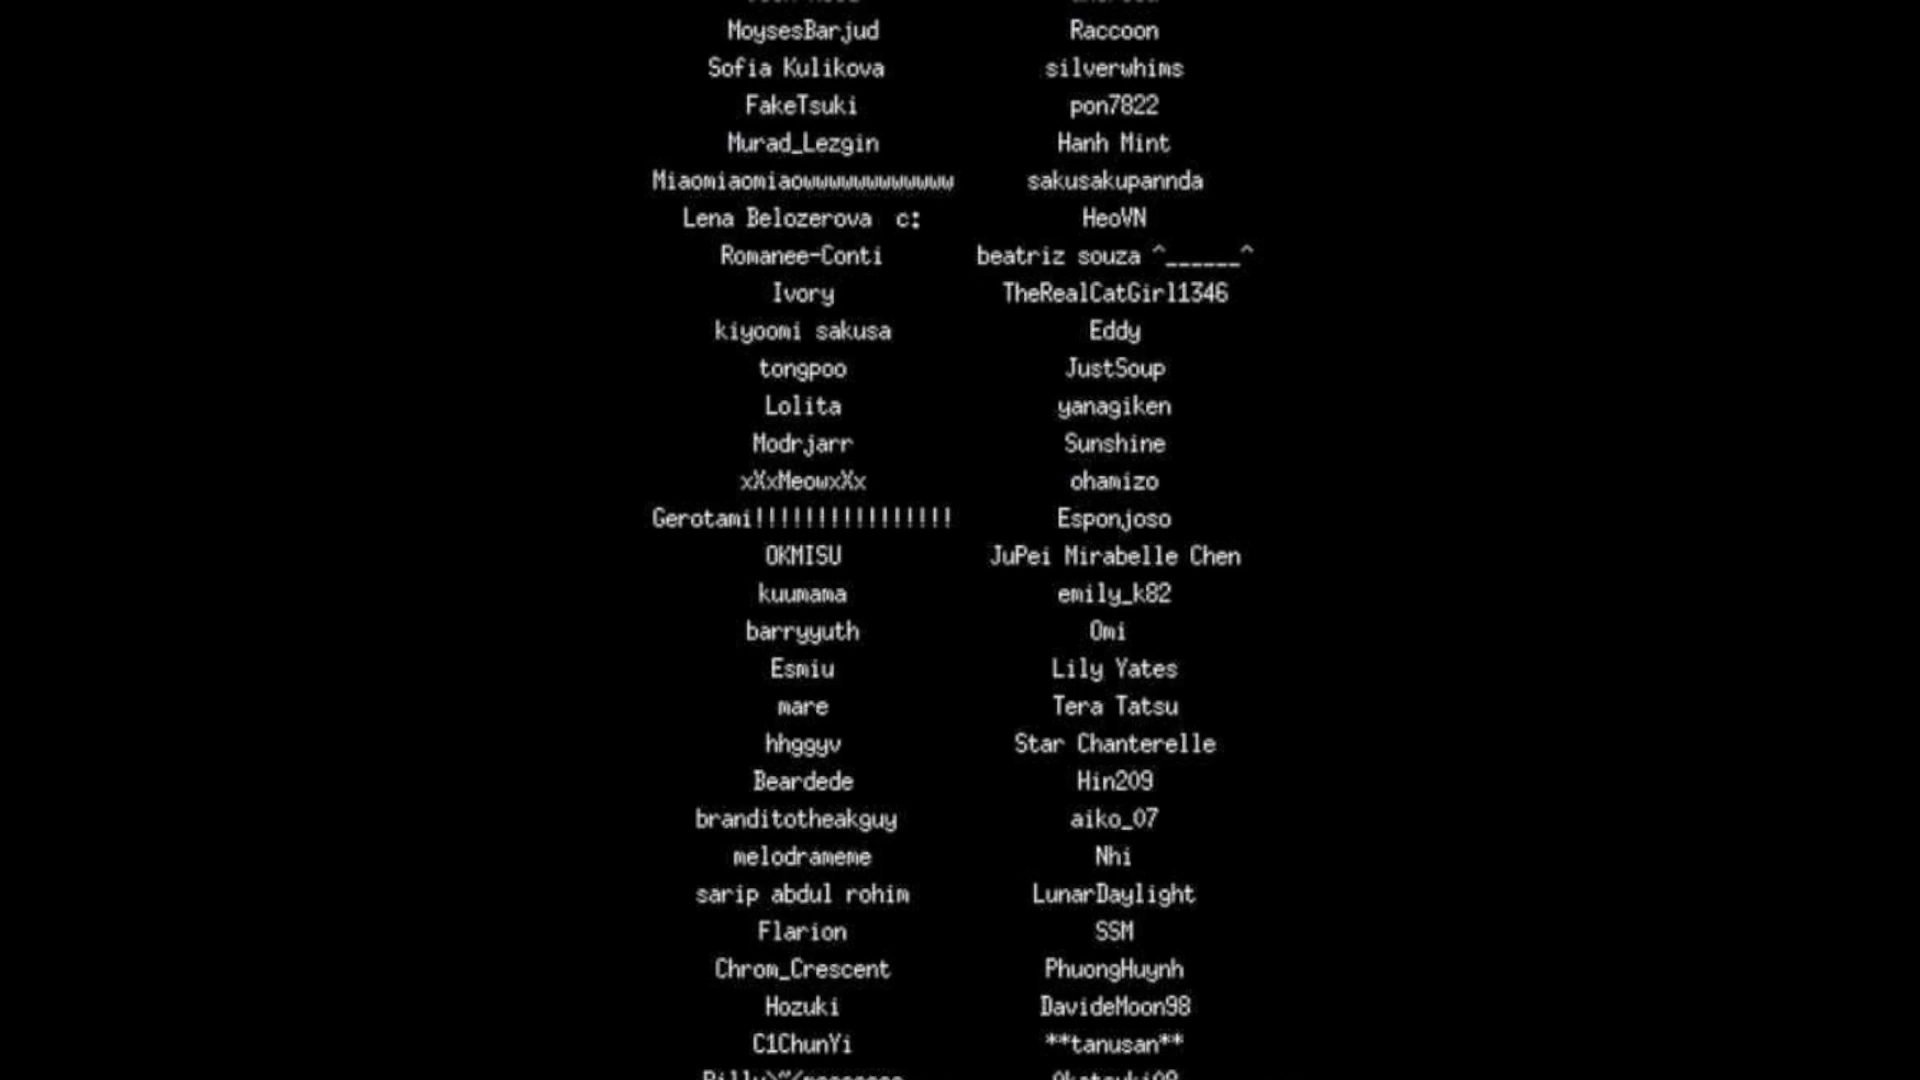 MoysesBarjud Raccoon
Sofia Kulikova silverwhims
FakeTsuki pon7822
Murad_Lezgin Hanh Mint
Miaomiaomiaowwwwwwwwwwww sakusakupannda
Lena Belozerova  c: HeoVN
Romanee-Conti beatriz souza ^______^
Ivory TheRealCatGirl1346
kiyoomi sakusa Eddy
tongpoo JustSoup
Lolita yanagiken
Modrjarr Sunshine
xXxMeowxXx ohamizo
Gerotami!!!!!!!!!!!!!!!! Esponjoso
OKMISU JuPei Mirabelle Chen
kuumama emily_k82
barryyuth Omi
Esmiu Lily Yates
mare Tera Tatsu
hhggyv Star Chanterelle
Beardede Hin209
branditotheakguy aiko_07
melodrameme Nhi
sarip abdul rohim LunarDaylight
Flarion SSM
Chrom_Crescent PhuongHuynh
Hozuki DavideMoon98
C1ChunYi **tanusan**